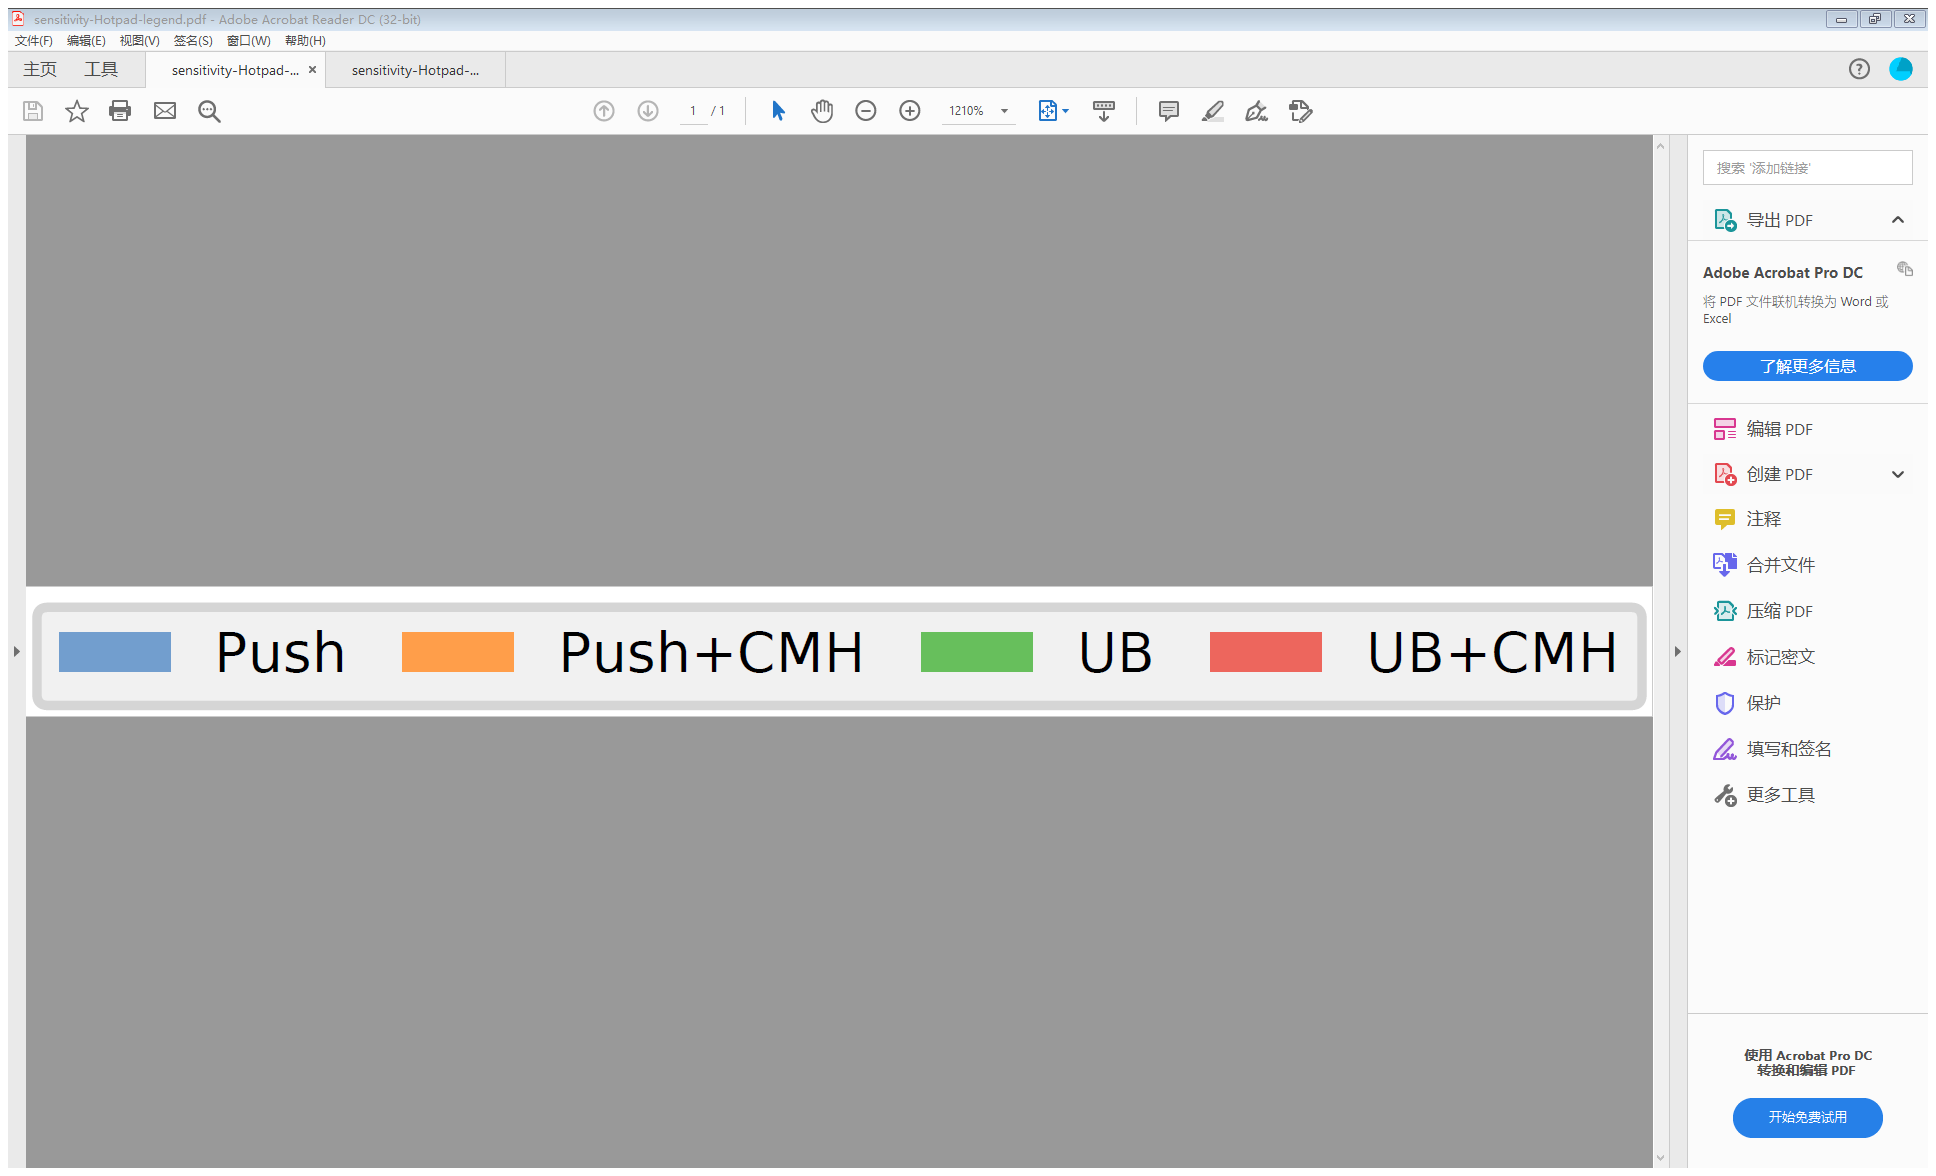 sensitivity-Hotpad-legend.pdf - Adobe Acrobat Reader DC (32-bit)
文件(F) 编辑(E) 视图(V) 签名(S) 窗口(W) 帮助(H)
主页 工具 sensitivity-Hotpad-... × sensitivity-Hotpad-...
1 / 1 1210%
搜索 '添加链接'
导出 PDF
Adobe Acrobat Pro DC
将 PDF 文件联机转换为 Word 或
Excel
了解更多信息
编辑 PDF
创建 PDF
注释
合并文件
压缩 PDF
标记密文
保护
填写和签名
更多工具
使用 Acrobat Pro DC
转换和编辑 PDF
开始免费试用
Push Push+CMH UB UB+CMH